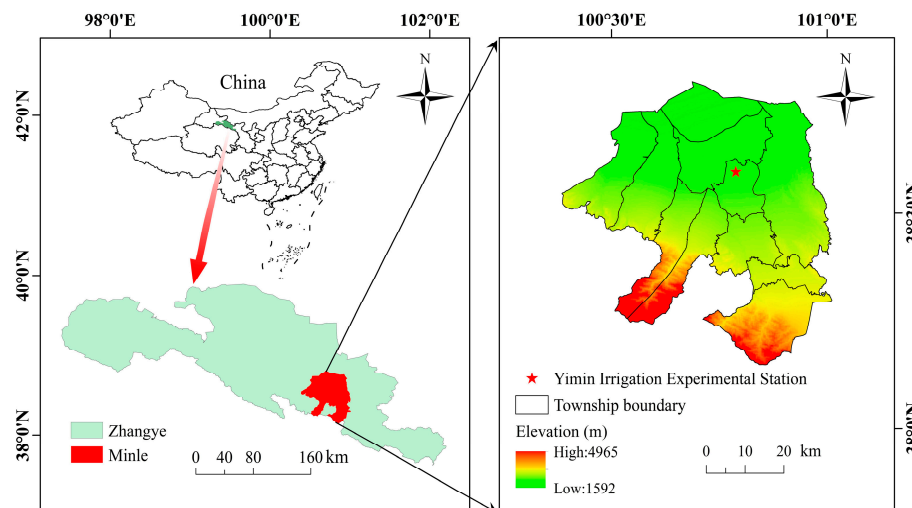 98°0'E
100°0'E
102°0'E
100°30'E
101°0'E
42°0'N
40°0'N
38°0'N
China
N
N
Zhangye
Minle
0 40 80 160 km
★ Yimin Irrigation Experimental Station
Township boundary
Elevation (m)
High:4965
Low:1592
0 10 20 km